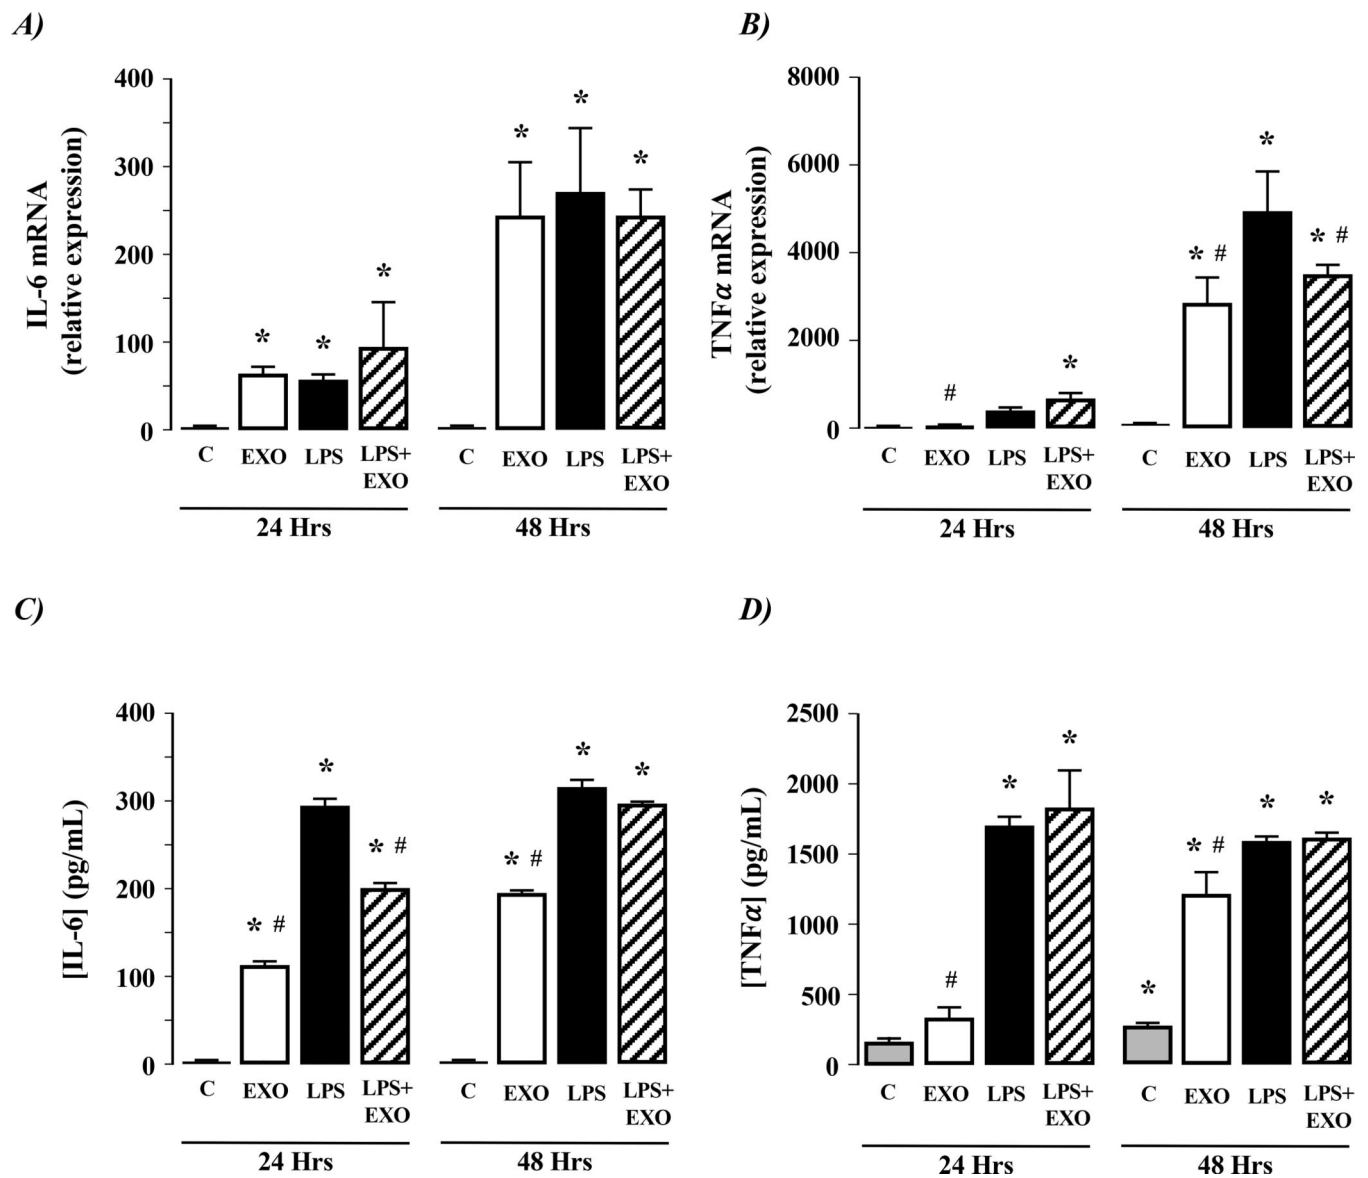 A)
IL-6 mRNA
(relative expression)
400
300
200
100
0
*
*
*
*
*
*
C
EXO
LPS
LPS+
EXO
C
EXO
LPS
LPS+
EXO
24 Hrs
48 Hrs
B)
TNFα mRNA
(relative expression)
8000
6000
4000
2000
0
#
*
* #
*
* #
C
EXO
LPS
LPS+
EXO
C
EXO
LPS
LPS+
EXO
24 Hrs
48 Hrs
C)
[IL-6] (pg/mL)
400
300
200
100
0
* #
*
* #
* #
*
*
C
EXO
LPS
LPS+
EXO
C
EXO
LPS
LPS+
EXO
24 Hrs
48 Hrs
D)
[TNFα] (pg/mL)
2500
2000
1500
1000
500
0
#
*
*
*
* #
*
*
C
EXO
LPS
LPS+
EXO
C
EXO
LPS
LPS+
EXO
24 Hrs
48 Hrs